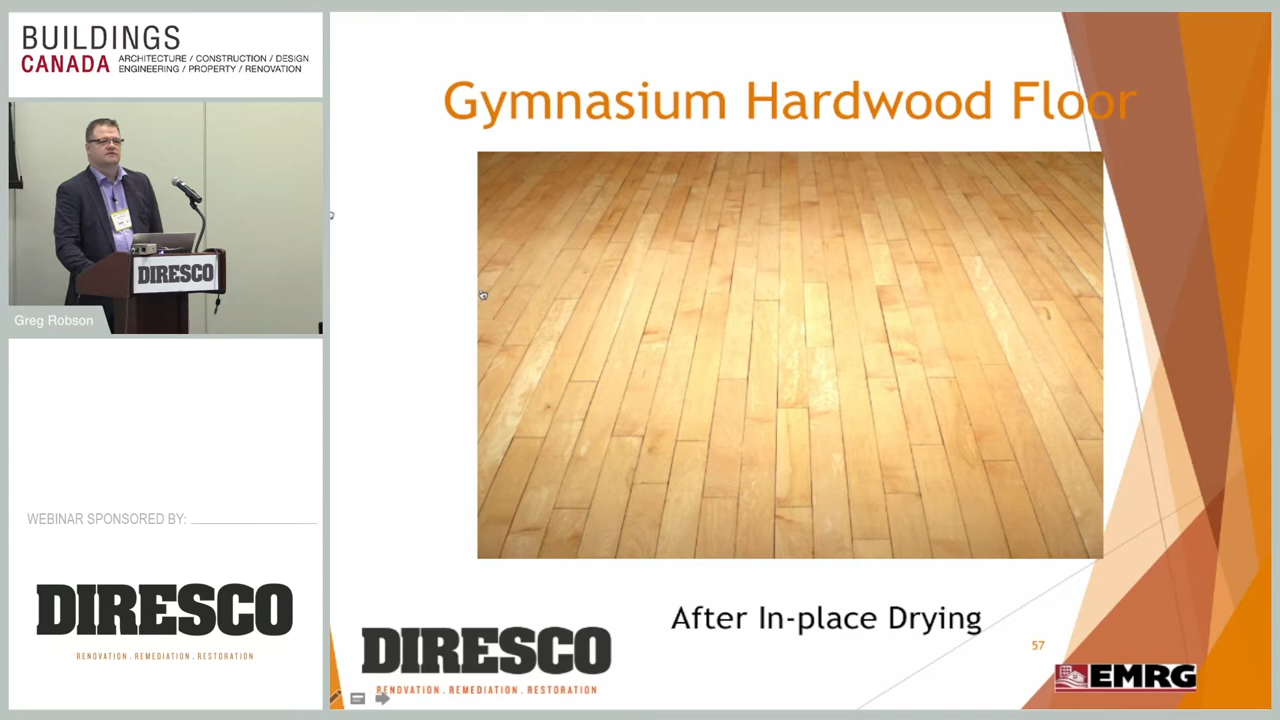 BUILDINGS
CANADA
ARCHITECTURE / CONSTRUCTION / DESIGN
ENGINEERING / PROPERTY / RENOVATION
DIRESCO
Greg Robson
WEBINAR SPONSORED BY:
DIRESCO
RENOVATION . REMEDIATION . RESTORATION
Gymnasium Hardwood Floor
After In-place Drying
DIRESCO
RENOVATION . REMEDIATION . RESTORATION
57
EMRG